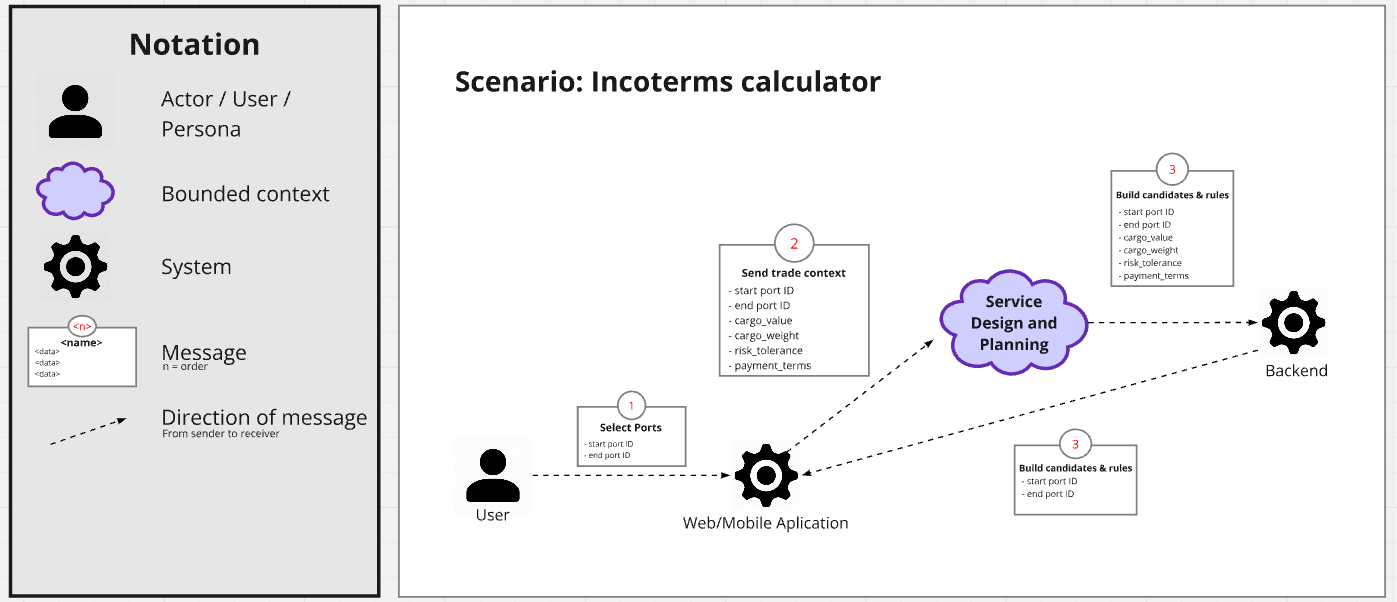 Notation
Actor / User /
Persona
Bounded context
System
<n>
<name>
<data>
<data>
<data>
Message
n = order
Direction of message
From sender to receiver
Scenario: Incoterms calculator
1
Select Ports
- start port ID
- end port ID
User
Web/Mobile Aplication
2
Send trade context
- start port ID
- end port ID
- cargo_value
- cargo_weight
- risk_tolerance
- payment_terms
Service
Design and
Planning
3
Build candidates & rules
- start port ID
- end port ID
- cargo_value
- cargo_weight
- risk_tolerance
- payment_terms
Backend
3
Build candidates & rules
- start port ID
- end port ID